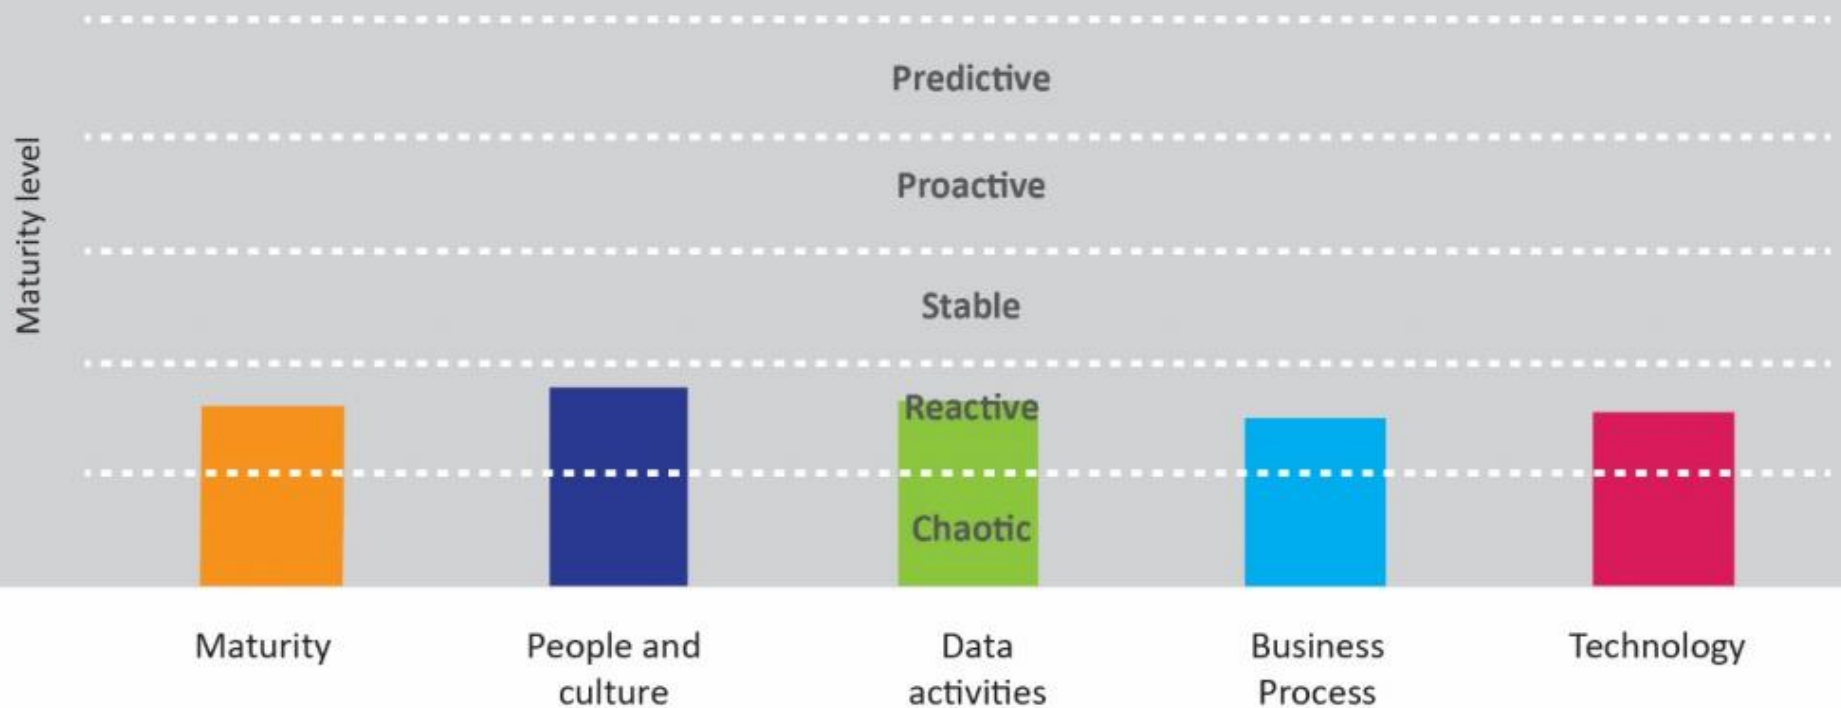 Maturity level
Predictive
Proactive
Stable
Reactive
Chaotic
Maturity
People and
culture
Data
activities
Business
Process
Technology